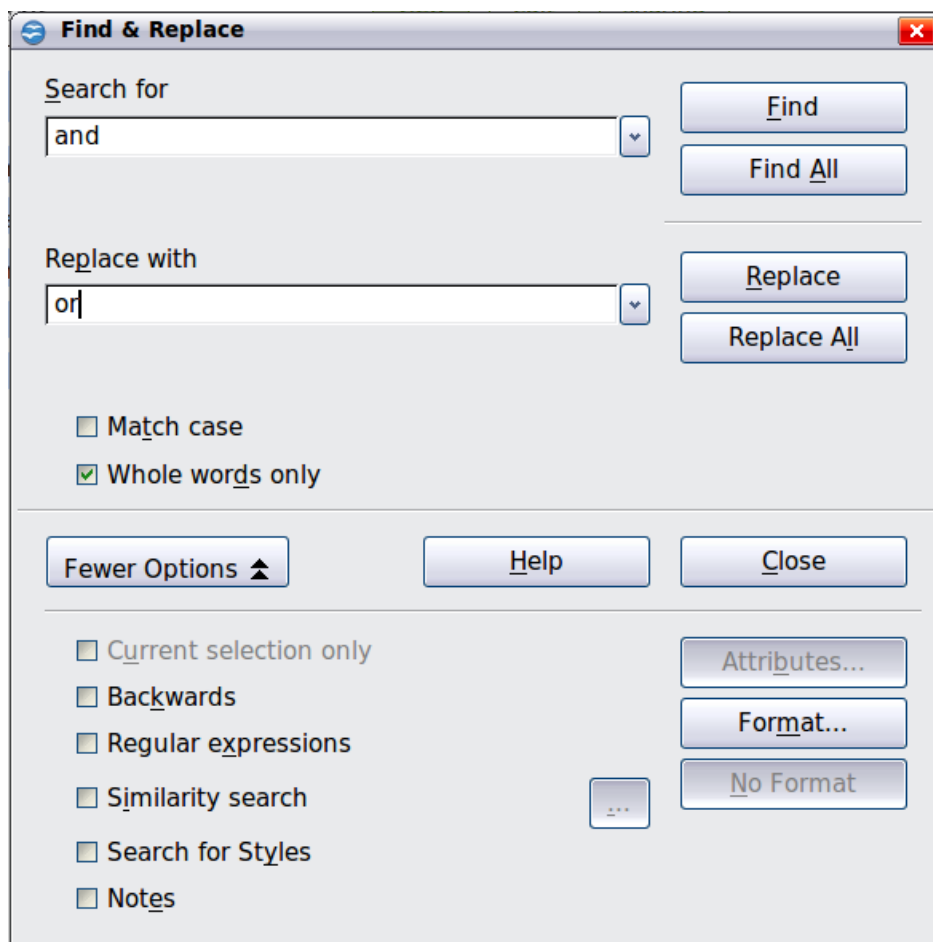 Find & Replace
Search for
and
Find
Find All
Replace with
or
Replace
Replace All
Match case
Whole words only
Fewer Options
Help
Close
Current selection only
Attributes...
Backwards
Format...
Regular expressions
No Format
Similarity search
...
Search for Styles
Notes